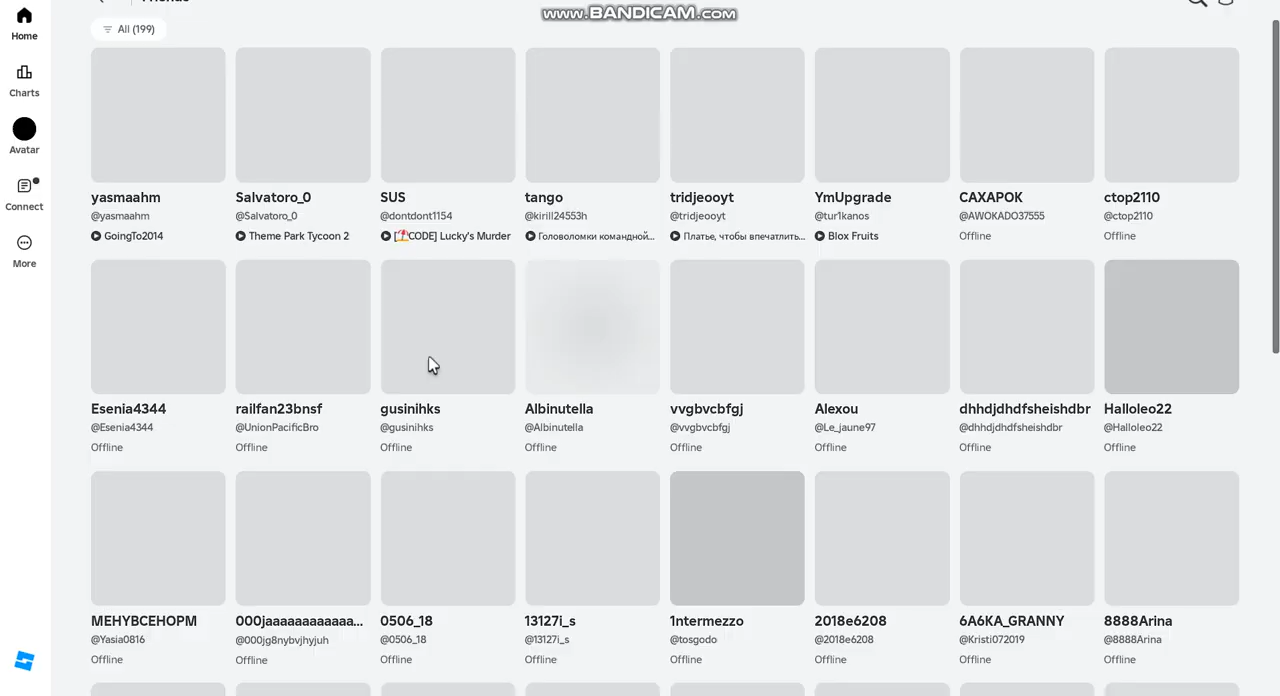 Friends
www.BANDICAM.com
All (199)
Home
Charts
Avatar
Connect
More
yasmaahm
@yasmaahm
GoingTo2014
Salvatoro_0
@Salvatoro_0
Theme Park Tycoon 2
SUS
@dontdont1154
[⛱️CODE] Lucky's Murder
tango
@kirill24553h
Головоломки командной...
tridjeooyt
@tridjeooyt
Платье, чтобы впечатлить...
YmUpgrade
@tur1kanos
Blox Fruits
CAXAPOK
@AWOKADO37555
Offline
ctop2110
@ctop2110
Offline
Esenia4344
@Esenia4344
Offline
railfan23bnsf
@UnionPacificBro
Offline
gusinihks
@gusinihks
Offline
Albinutella
@Albinutella
Offline
vvgbvcbfgj
@vvgbvcbfgj
Offline
Alexou
@Le_jaune97
Offline
dhhdjdhdfsheishdbr
@dhhdjdhdfsheishdbr
Offline
Halloleo22
@Halloleo22
Offline
MEHYBCEHOPM
@Yasia0816
Offline
000jaaaaaaaaaaaa...
@000jg8nybvjhyjuh
Offline
0506_18
@0506_18
Offline
13127i_s
@13127i_s
Offline
1ntermezzo
@tosgodo
Offline
2018e6208
@2018e6208
Offline
6A6KA_GRANNY
@Kristi072019
Offline
8888Arina
@8888Arina
Offline